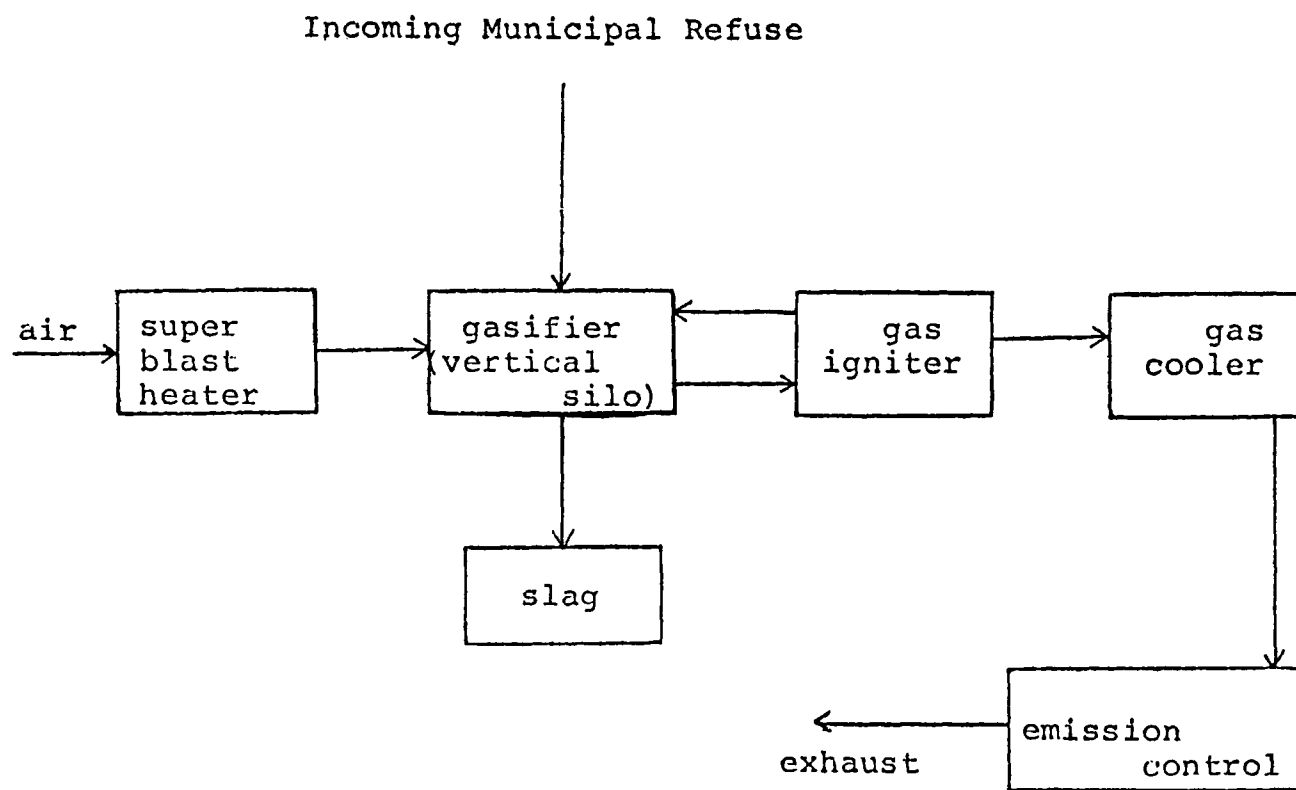 Incoming Municipal Refuse
air
super
blast
heater
gasifier
(vertical
silo)
gas
igniter
gas
cooler
slag
emission
control
exhaust